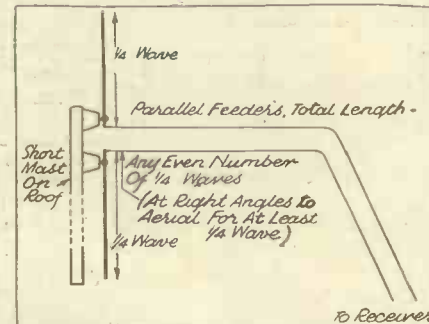 ¼ Wave
Parallel Feeders, Total Length -
Short
Mast
On
Roof
Any Even Number
Of ¼ Waves
(At Right Angles to
Aerial For At Least
¼ Wave)
¼ Wave
To Receiver